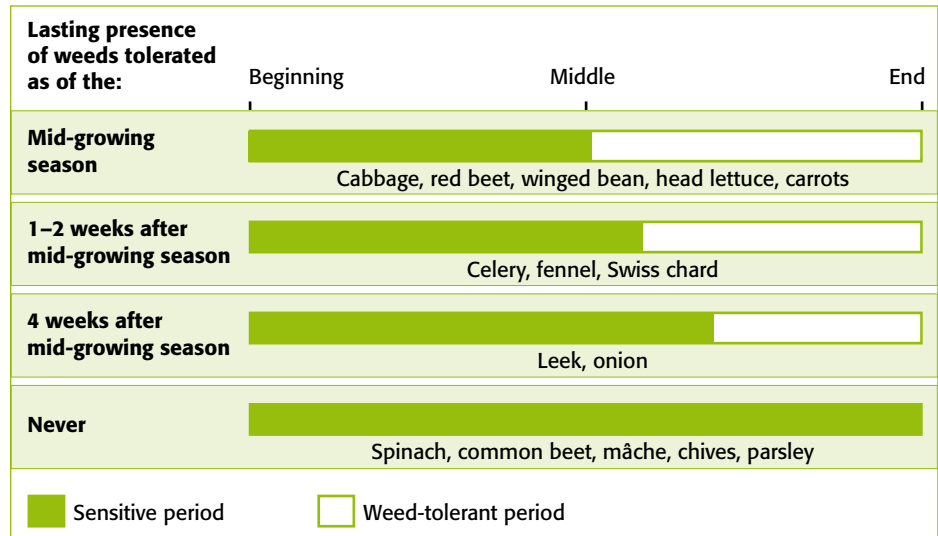 Lasting presence
of weeds tolerated
as of the:
Beginning
Middle
End
Mid-growing
season
Cabbage, red beet, winged bean, head lettuce, carrots
1–2 weeks after
mid-growing season
Celery, fennel, Swiss chard
4 weeks after
mid-growing season
Leek, onion
Never
Spinach, common beet, mâche, chives, parsley
Sensitive period
Weed-tolerant period